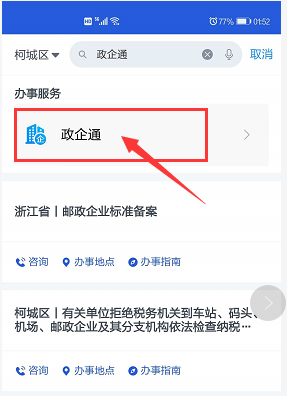 HD 5G 77% 01:52
柯城区 政企通 取消
办事服务
政企通
浙江省丨邮政企业标准备案
咨询 办事地点 办事指南
柯城区丨有关单位拒绝税务机关到车站、码头、
机场、邮政企业及其分支机构依法检查纳税…
咨询 办事地点 办事指南